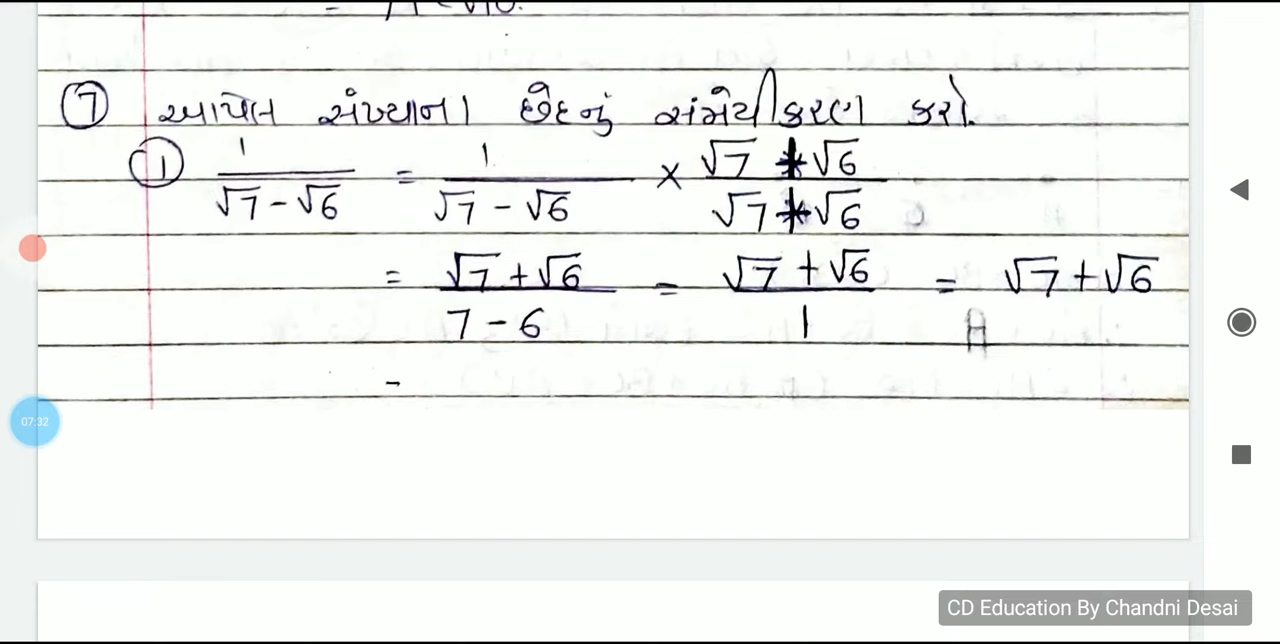 = √10.
⑦ આપેલ સંખ્યાના છેદનું સંમેયીકરણ કરો.
① 1/(√7 - √6) = 1/(√7 - √6) × (√7 + √6)/(√7 + √6)
= (√7 + √6)/(7 - 6) = (√7 + √6)/1 = √7 + √6
A
-
07:32
CD Education By Chandni Desai